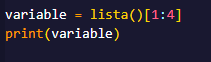 variable = lista()[1:4]
print(variable)